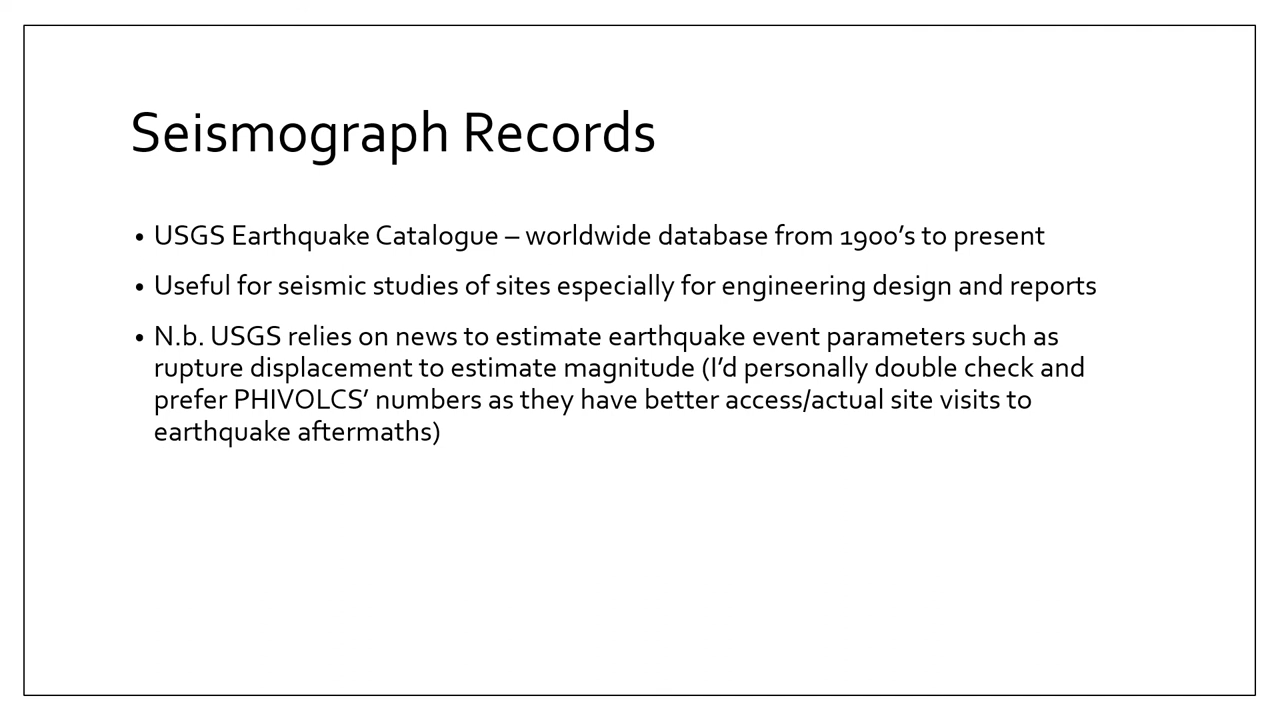 Seismograph Records
• USGS Earthquake Catalogue – worldwide database from 1900’s to present
• Useful for seismic studies of sites especially for engineering design and reports
• N.b. USGS relies on news to estimate earthquake event parameters such as
rupture displacement to estimate magnitude (I’d personally double check and
prefer PHIVOLCS’ numbers as they have better access/actual site visits to
earthquake aftermaths)